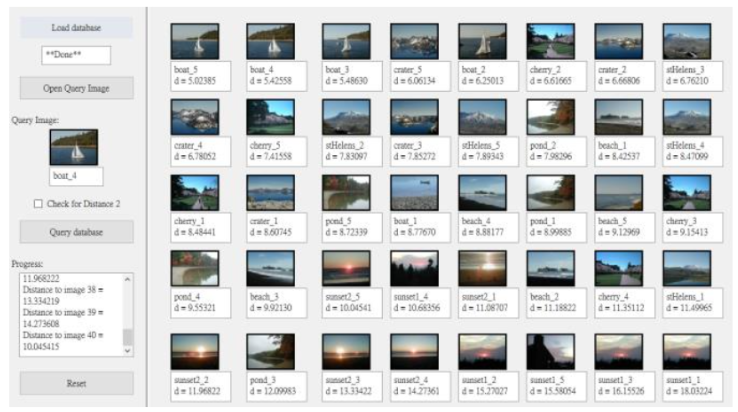 Load database
**Done**
Open Query Image
Query Image:
boat_4
Check for Distance 2
Query database
Progress:
11.968222
Distance to image 38 =
13.334219
Distance to image 39 =
14.273608
Distance to image 40 =
10.045415
Reset
boat_5
d = 5.02385
boat_4
d = 5.42558
boat_3
d = 5.48630
crater_5
d = 6.06134
boat_2
d = 6.25013
cherry_2
d = 6.61665
crater_2
d = 6.66806
stHelens_3
d = 6.76210
crater_4
d = 6.78052
cherry_5
d = 7.41558
stHelens_2
d = 7.83097
crater_3
d = 7.85272
stHelens_5
d = 7.89343
pond_2
d = 7.98296
beach_1
d = 8.42537
stHelens_4
d = 8.47099
cherry_1
d = 8.48441
crater_1
d = 8.60745
pond_5
d = 8.72339
boat_1
d = 8.77670
beach_4
d = 8.88177
pond_1
d = 8.99885
beach_5
d = 9.12969
cherry_3
d = 9.15413
pond_4
d = 9.55321
beach_3
d = 9.92130
sunset2_5
d = 10.04541
sunset1_4
d = 10.68356
sunset2_1
d = 11.08707
beach_2
d = 11.18822
cherry_4
d = 11.35112
stHelens_1
d = 11.49965
sunset2_2
d = 11.96822
pond_3
d = 12.09983
sunset2_3
d = 13.33422
sunset2_4
d = 14.27361
sunset1_2
d = 15.27027
sunset1_5
d = 15.58054
sunset1_3
d = 16.15526
sunset1_1
d = 18.03224